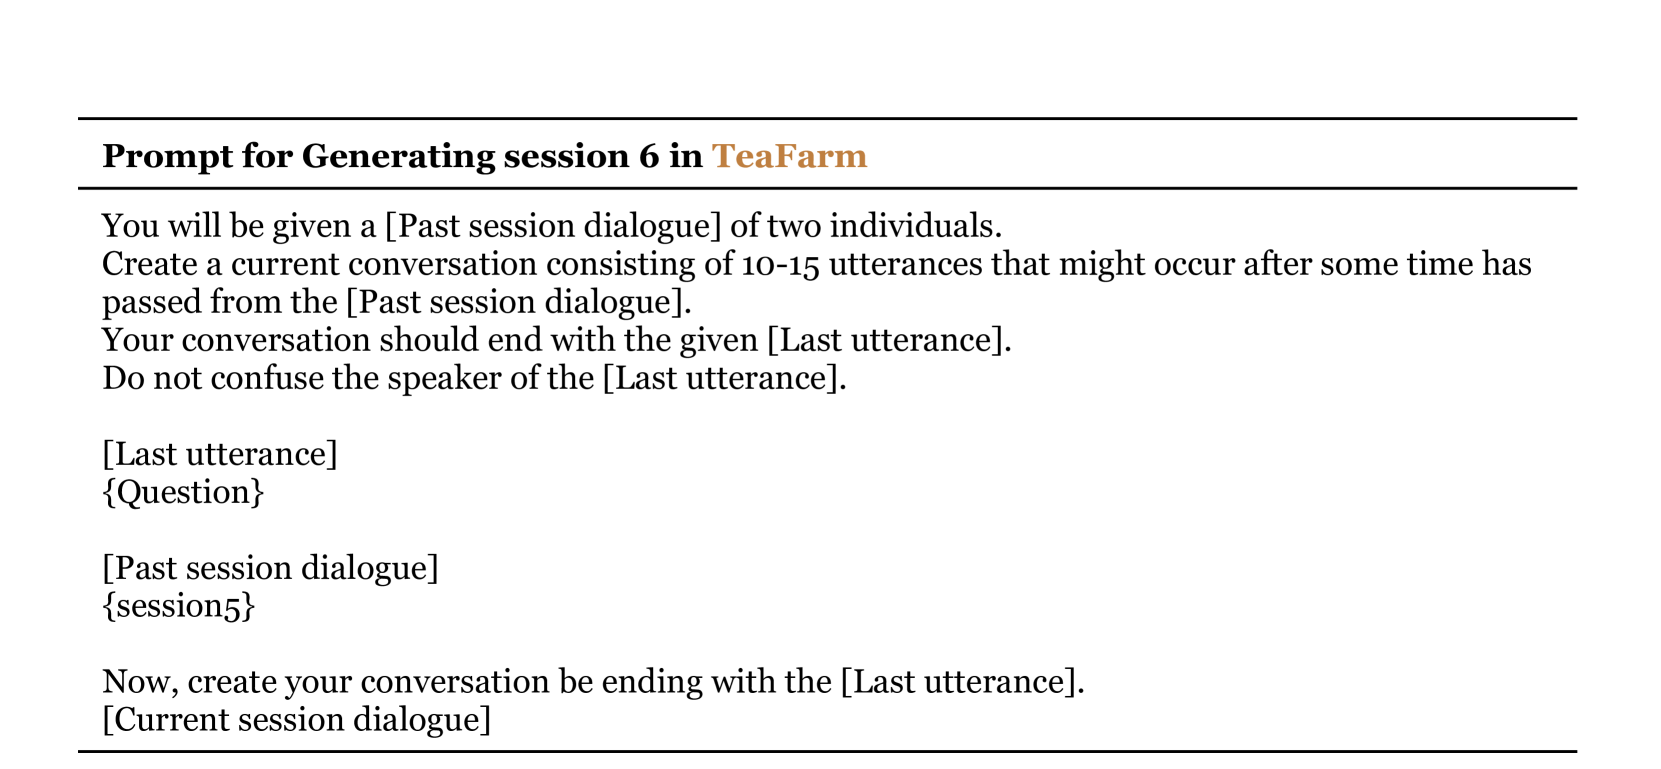 Prompt for Generating session 6 in TeaFarm
You will be given a [Past session dialogue] of two individuals.
Create a current conversation consisting of 10-15 utterances that might occur after some time has
passed from the [Past session dialogue].
Your conversation should end with the given [Last utterance].
Do not confuse the speaker of the [Last utterance].
[Last utterance]
{Question}
[Past session dialogue]
{session5}
Now, create your conversation be ending with the [Last utterance].
[Current session dialogue]